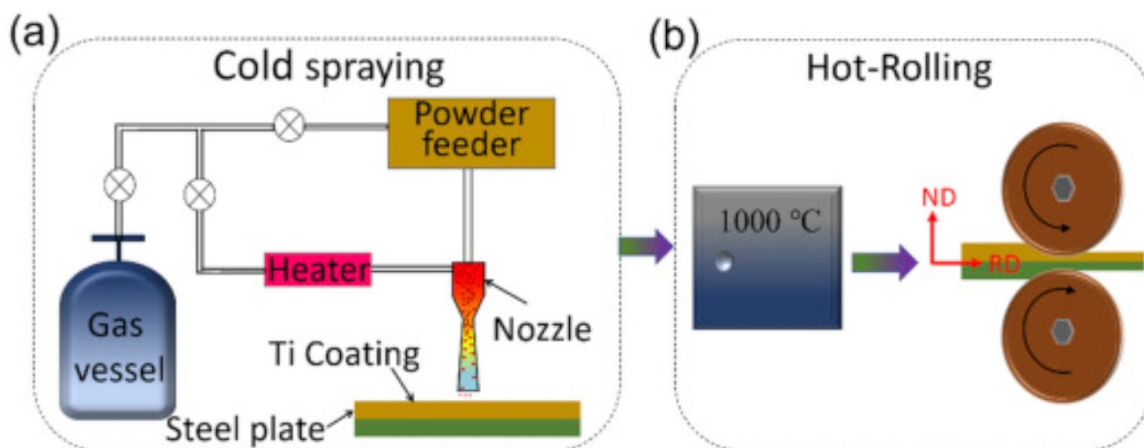 (a)
Cold spraying
Powder
feeder
Heater
Gas
vessel
Nozzle
Ti Coating
Steel plate
(b)
Hot-Rolling
1000 °C
ND
RD